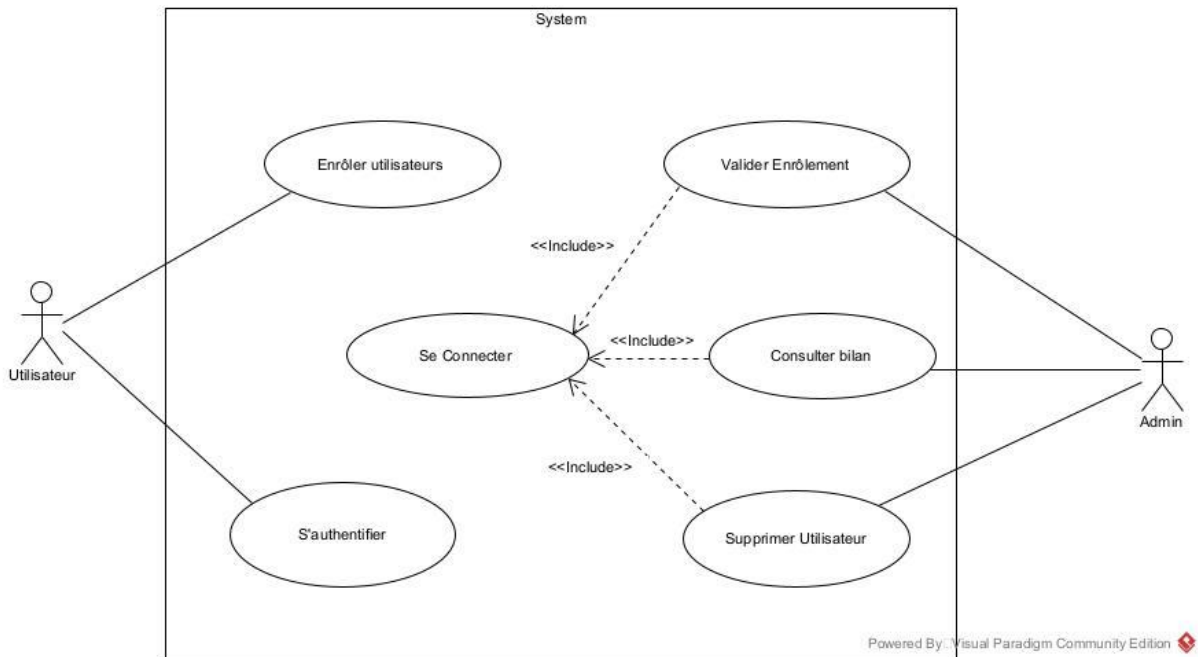 System
Enrôler utilisateurs
Valider Enrôlement
<<Include>>
Utilisateur
Se Connecter
<<Include>>
Consulter bilan
Admin
<<Include>>
S'authentifier
Supprimer Utilisateur
Powered By Visual Paradigm Community Edition